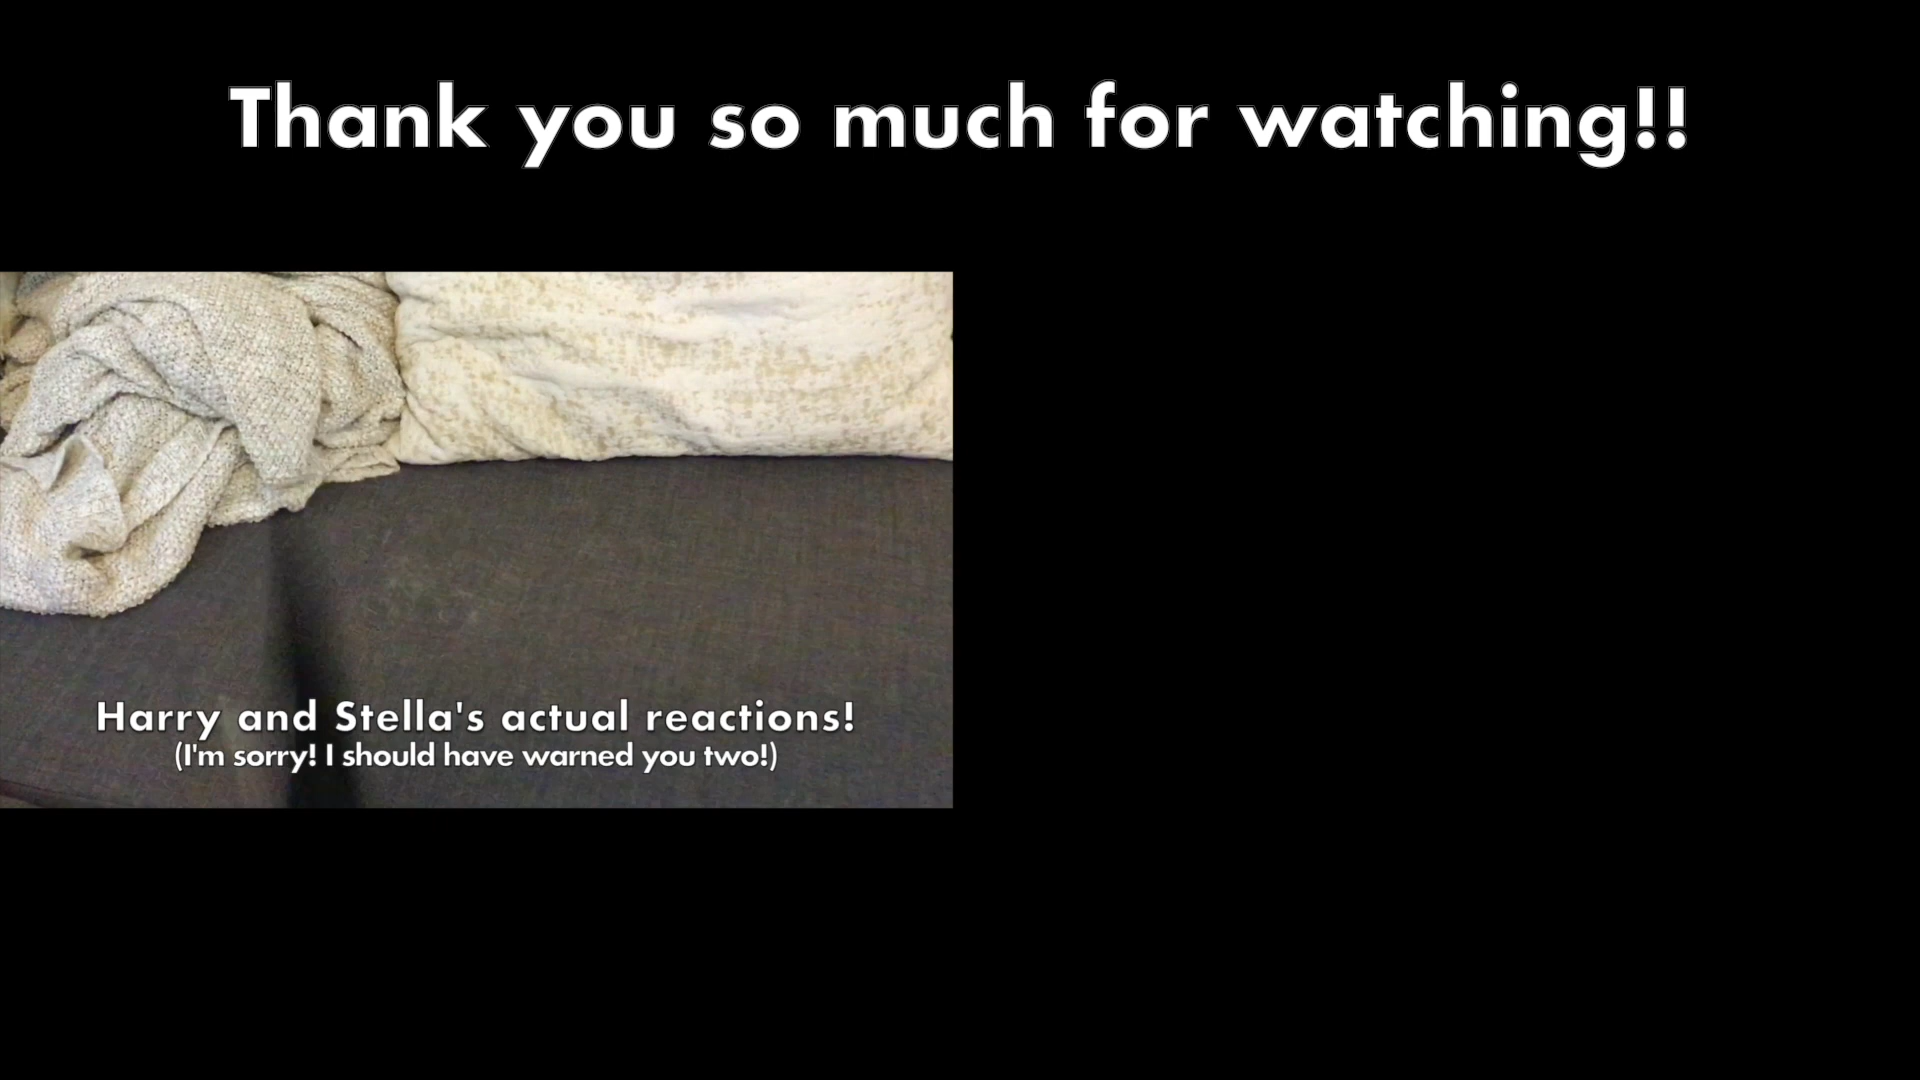 Thank you so much for watching!!
Harry and Stella's actual reactions!
(I'm sorry! I should have warned you two!)